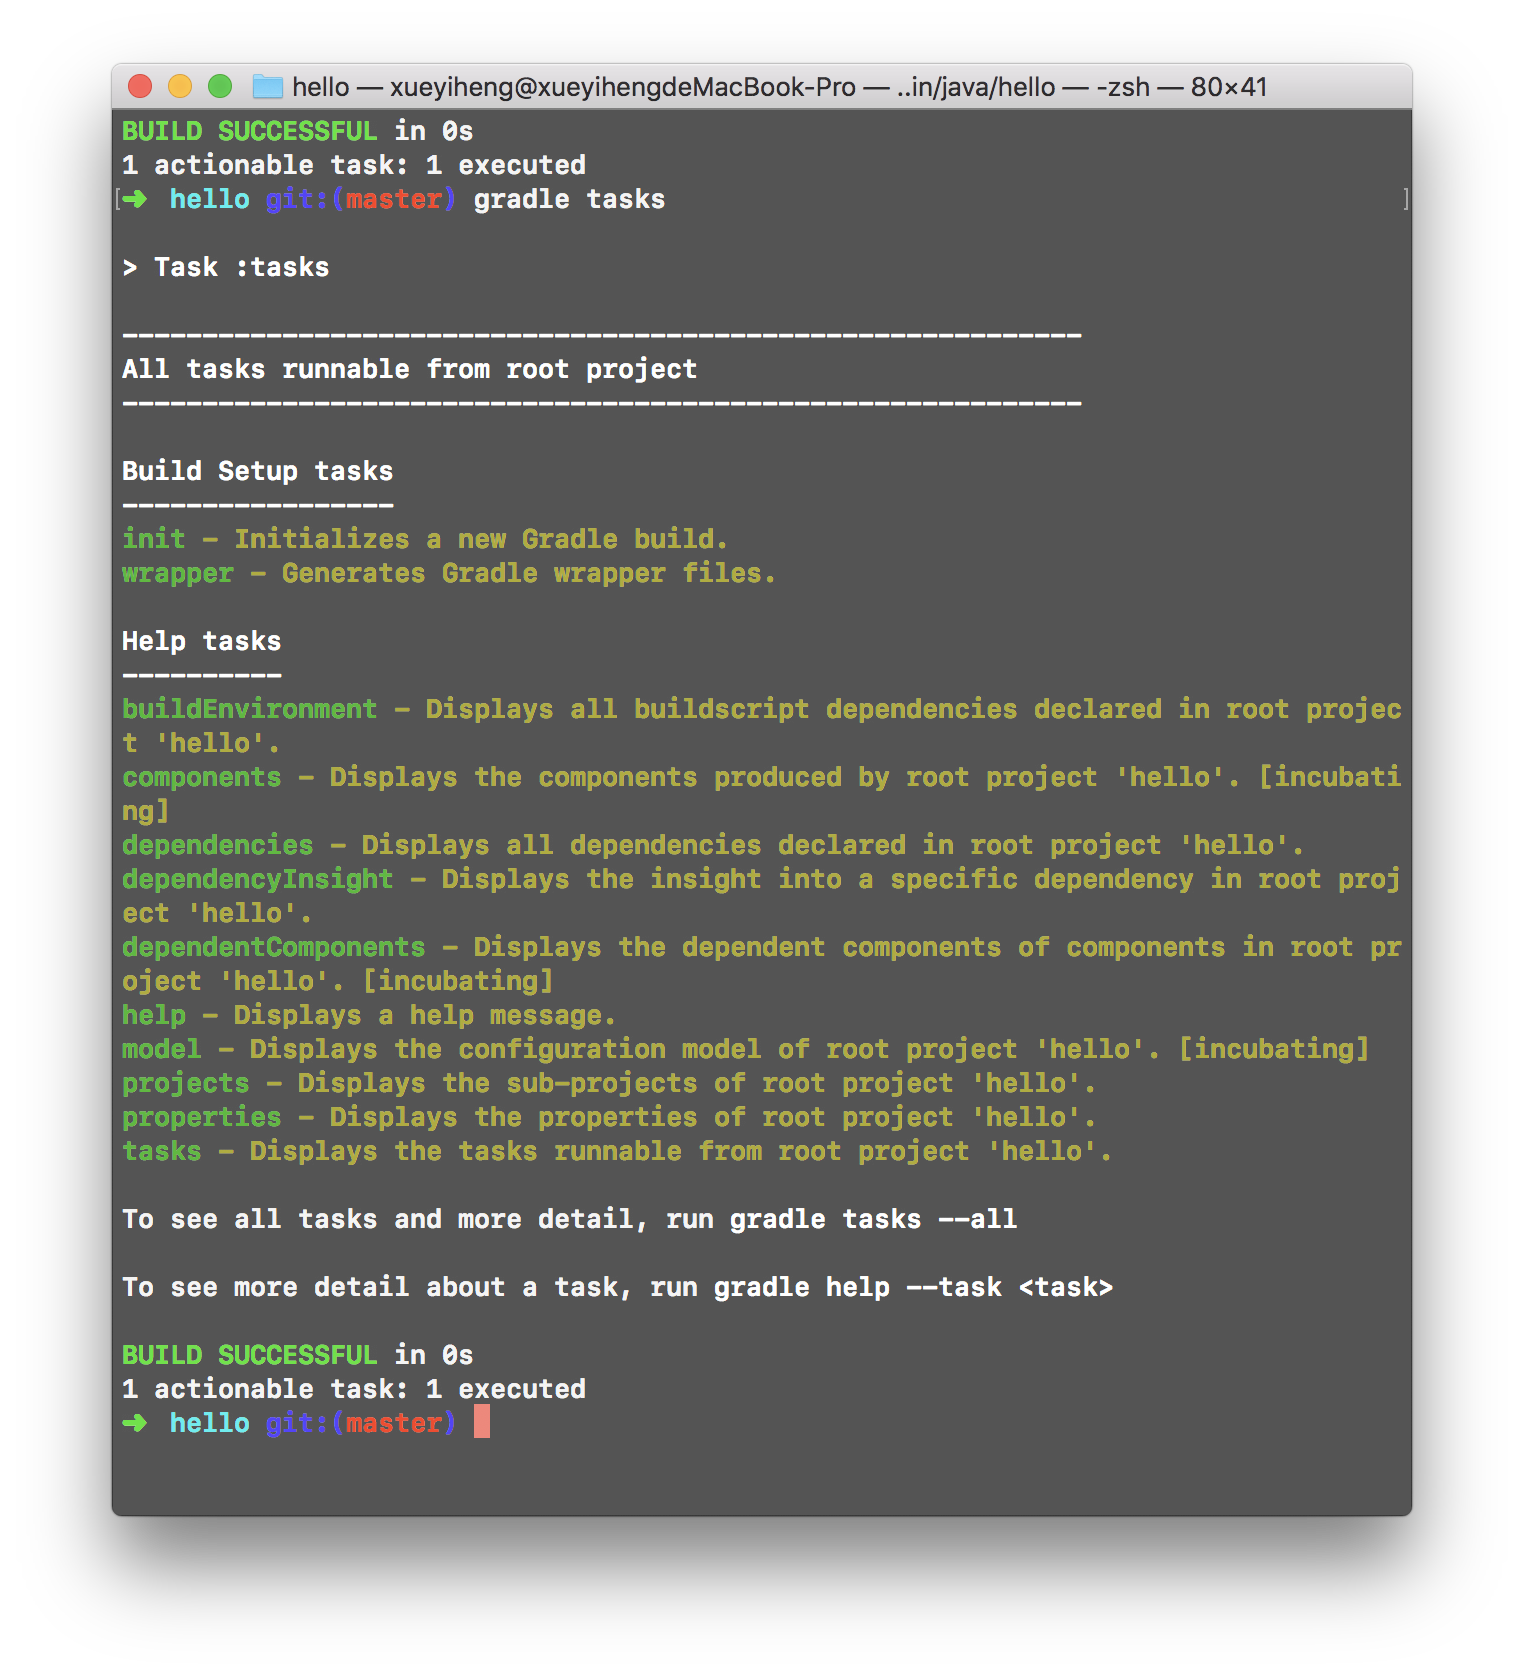 hello — xueyiheng@xueyihengdeMacBook-Pro — ..in/java/hello — -zsh — 80×41
BUILD SUCCESSFUL in 0s
1 actionable task: 1 executed
[➜  hello git:(master) gradle tasks ]

> Task :tasks

------------------------------------------------------------
All tasks runnable from root project
------------------------------------------------------------

Build Setup tasks
-----------------
init - Initializes a new Gradle build.
wrapper - Generates Gradle wrapper files.

Help tasks
----------
buildEnvironment - Displays all buildscript dependencies declared in root projec
t 'hello'.
components - Displays the components produced by root project 'hello'. [incubati
ng]
dependencies - Displays all dependencies declared in root project 'hello'.
dependencyInsight - Displays the insight into a specific dependency in root proj
ect 'hello'.
dependentComponents - Displays the dependent components of components in root pr
oject 'hello'. [incubating]
help - Displays a help message.
model - Displays the configuration model of root project 'hello'. [incubating]
projects - Displays the sub-projects of root project 'hello'.
properties - Displays the properties of root project 'hello'.
tasks - Displays the tasks runnable from root project 'hello'.

To see all tasks and more detail, run gradle tasks --all

To see more detail about a task, run gradle help --task <task>

BUILD SUCCESSFUL in 0s
1 actionable task: 1 executed
➜  hello git:(master)